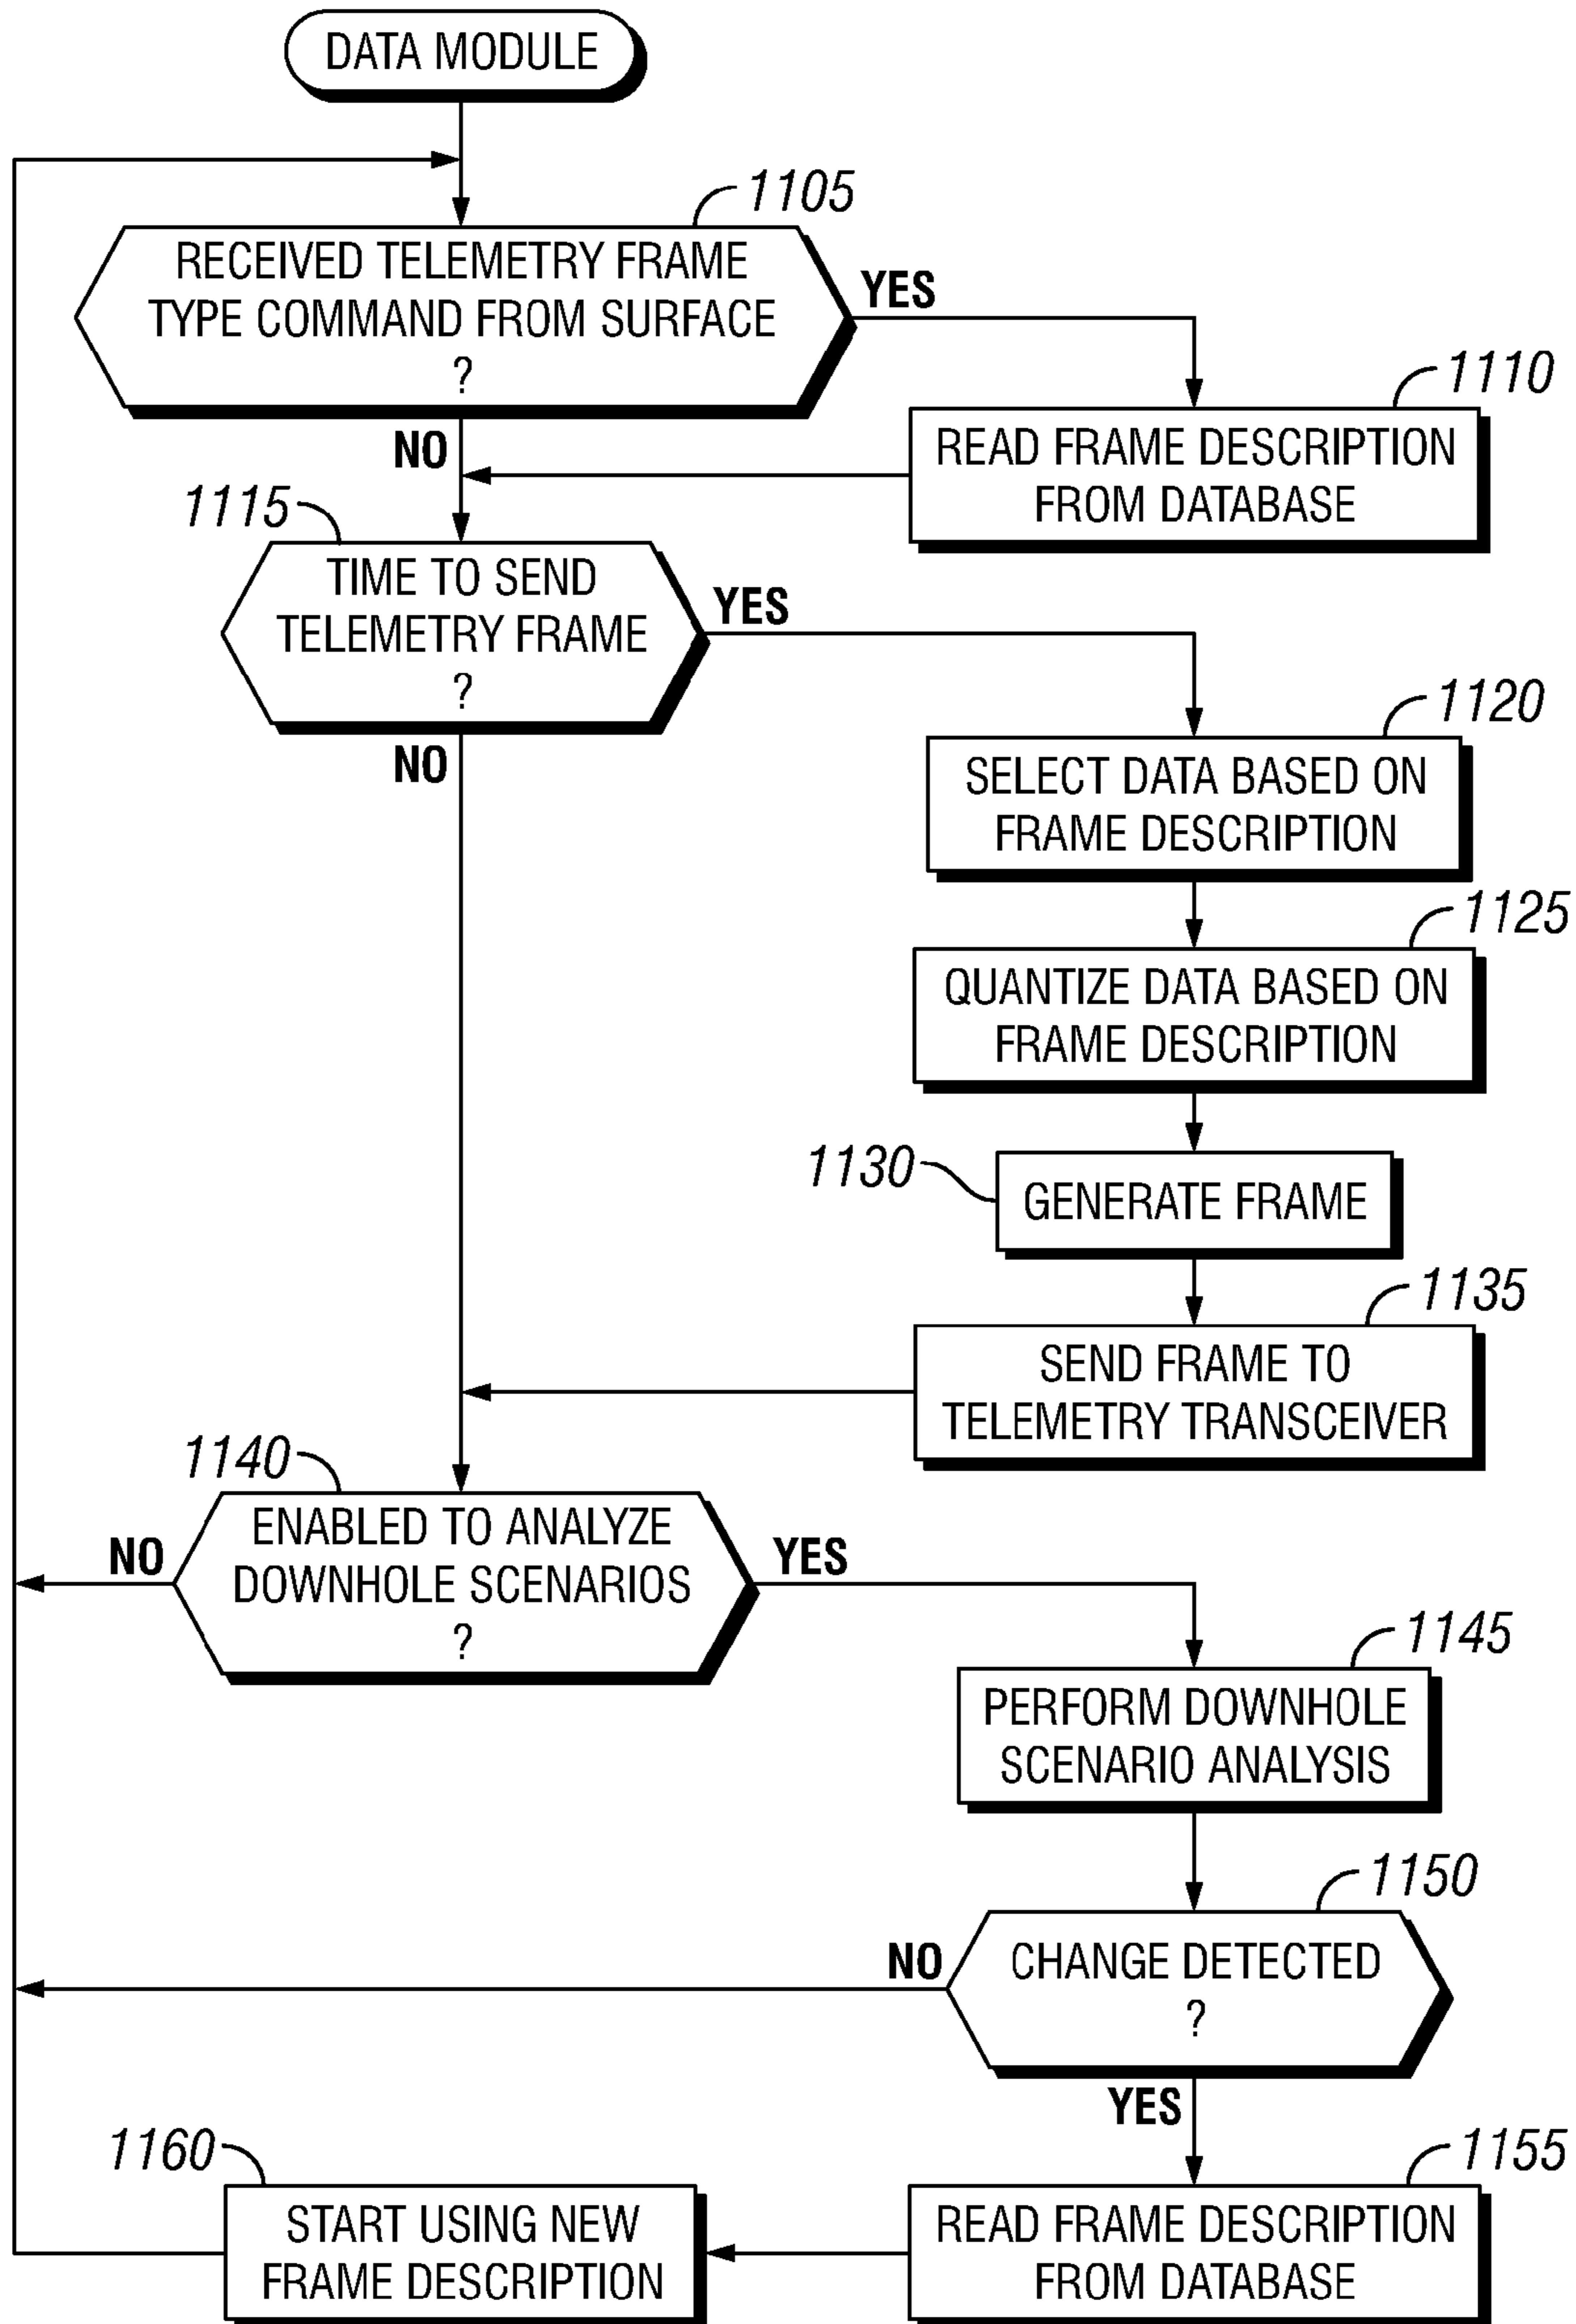 DATA MODULE
1105
RECEIVED TELEMETRY FRAME
TYPE COMMAND FROM SURFACE
?
YES
NO
1110
READ FRAME DESCRIPTION
FROM DATABASE
1115
TIME TO SEND
TELEMETRY FRAME
?
YES
NO
1120
SELECT DATA BASED ON
FRAME DESCRIPTION
1125
QUANTIZE DATA BASED ON
FRAME DESCRIPTION
1130
GENERATE FRAME
1135
SEND FRAME TO
TELEMETRY TRANSCEIVER
1140
ENABLED TO ANALYZE
DOWNHOLE SCENARIOS
?
NO
YES
1145
PERFORM DOWNHOLE
SCENARIO ANALYSIS
1150
CHANGE DETECTED
?
NO
YES
1155
READ FRAME DESCRIPTION
FROM DATABASE
1160
START USING NEW
FRAME DESCRIPTION